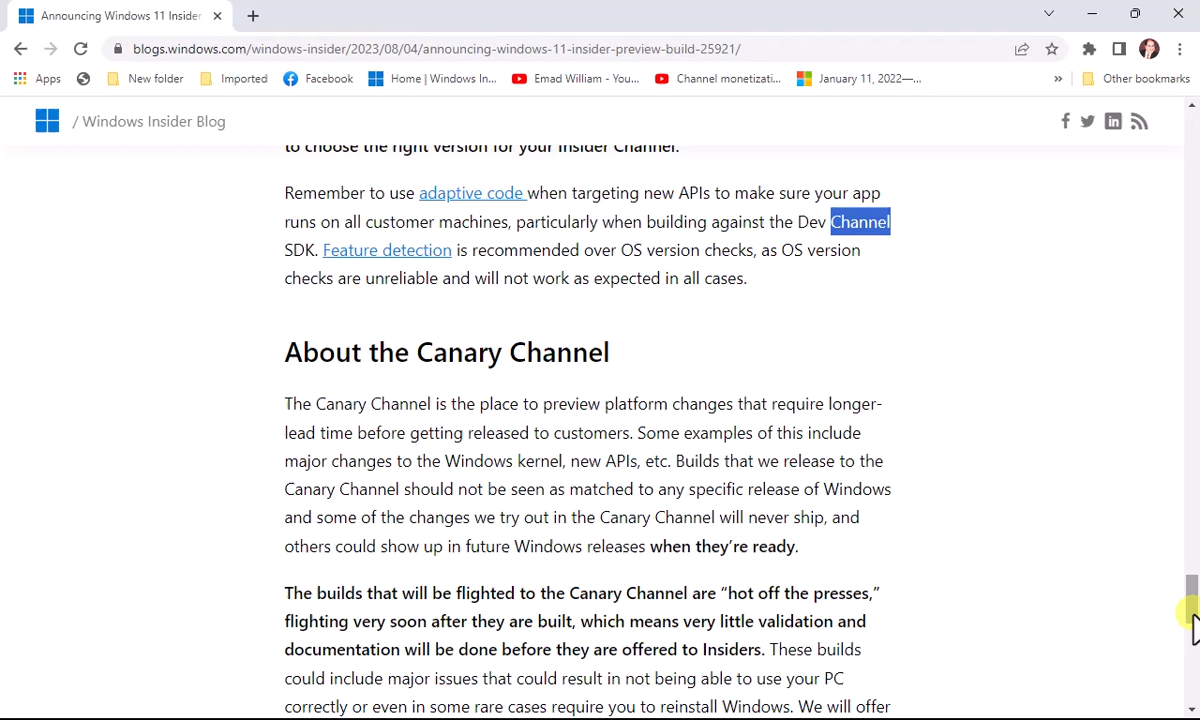 Announcing Windows 11 Insider
blogs.windows.com/windows-insider/2023/08/04/announcing-windows-11-insider-preview-build-25921/
Apps New folder Imported Facebook Home | Windows In... Emad William - You... Channel monetizati... January 11, 2022—... » Other bookmarks
/ Windows Insider Blog
to choose the right version for your Insider Channel.
Remember to use adaptive code when targeting new APIs to make sure your app
runs on all customer machines, particularly when building against the Dev Channel
SDK. Feature detection is recommended over OS version checks, as OS version
checks are unreliable and will not work as expected in all cases.
About the Canary Channel
The Canary Channel is the place to preview platform changes that require longer-
lead time before getting released to customers. Some examples of this include
major changes to the Windows kernel, new APIs, etc. Builds that we release to the
Canary Channel should not be seen as matched to any specific release of Windows
and some of the changes we try out in the Canary Channel will never ship, and
others could show up in future Windows releases when they’re ready.
The builds that will be flighted to the Canary Channel are “hot off the presses,”
flighting very soon after they are built, which means very little validation and
documentation will be done before they are offered to Insiders. These builds
could include major issues that could result in not being able to use your PC
correctly or even in some rare cases require you to reinstall Windows. We will offer